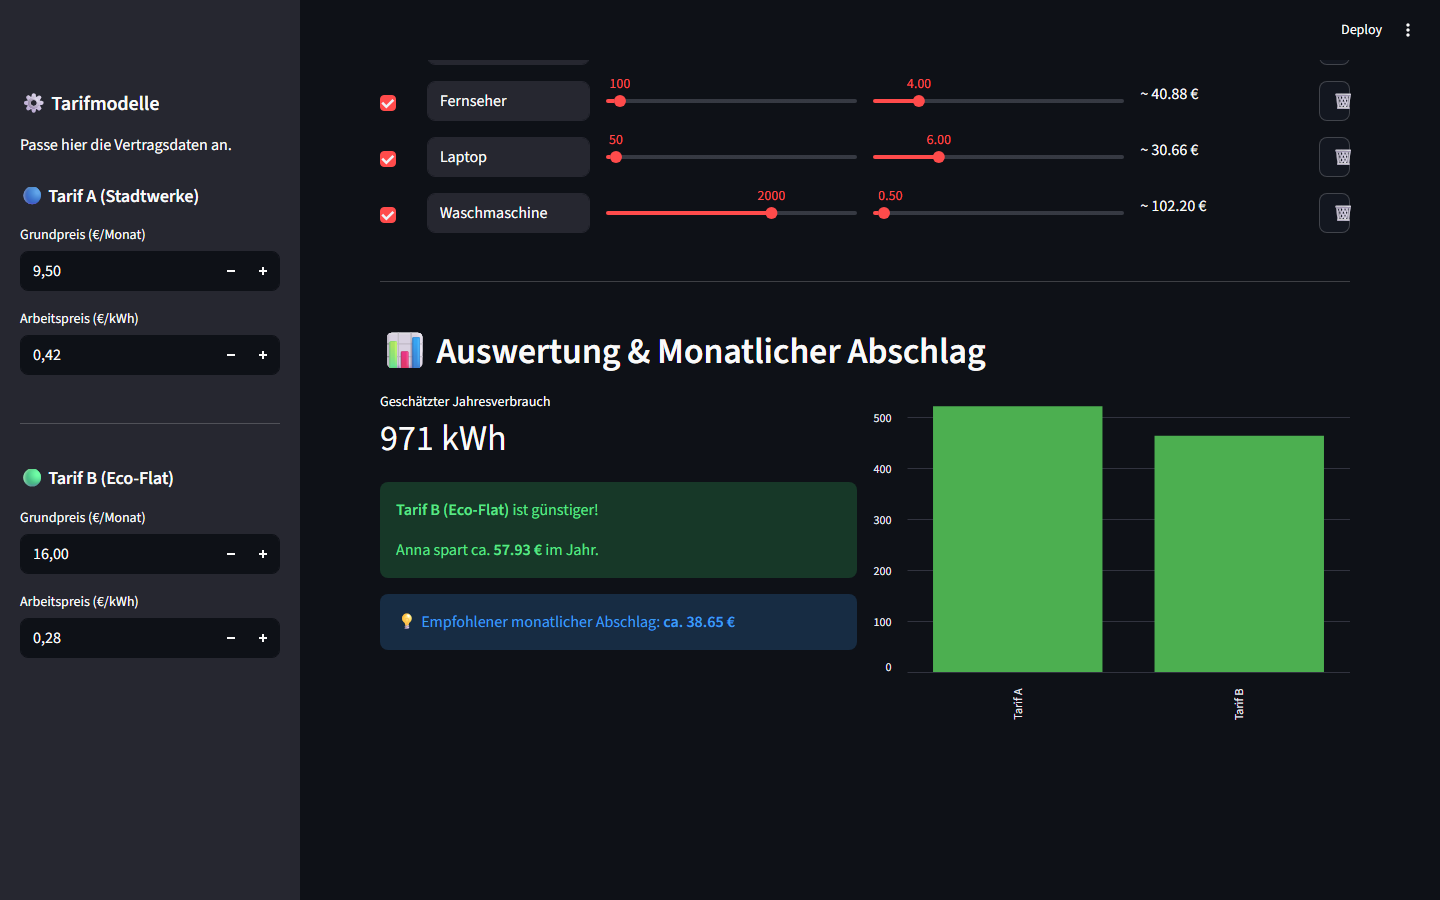 Deploy
Tarifmodelle
Passe hier die Vertragsdaten an.
Tarif A (Stadtwerke)
Grundpreis (€/Monat)
9,50
Arbeitspreis (€/kWh)
0,42
Tarif B (Eco-Flat)
Grundpreis (€/Monat)
16,00
Arbeitspreis (€/kWh)
0,28
100
4.00
Fernseher
~ 40.88 €
50
6.00
Laptop
~ 30.66 €
2000
0.50
Waschmaschine
~ 102.20 €
Auswertung & Monatlicher Abschlag
Geschätzter Jahresverbrauch
971 kWh
Tarif B (Eco-Flat) ist günstiger!
Anna spart ca. 57.93 € im Jahr.
Empfohlener monatlicher Abschlag: ca. 38.65 €
500
400
300
200
100
0
Tarif A
Tarif B